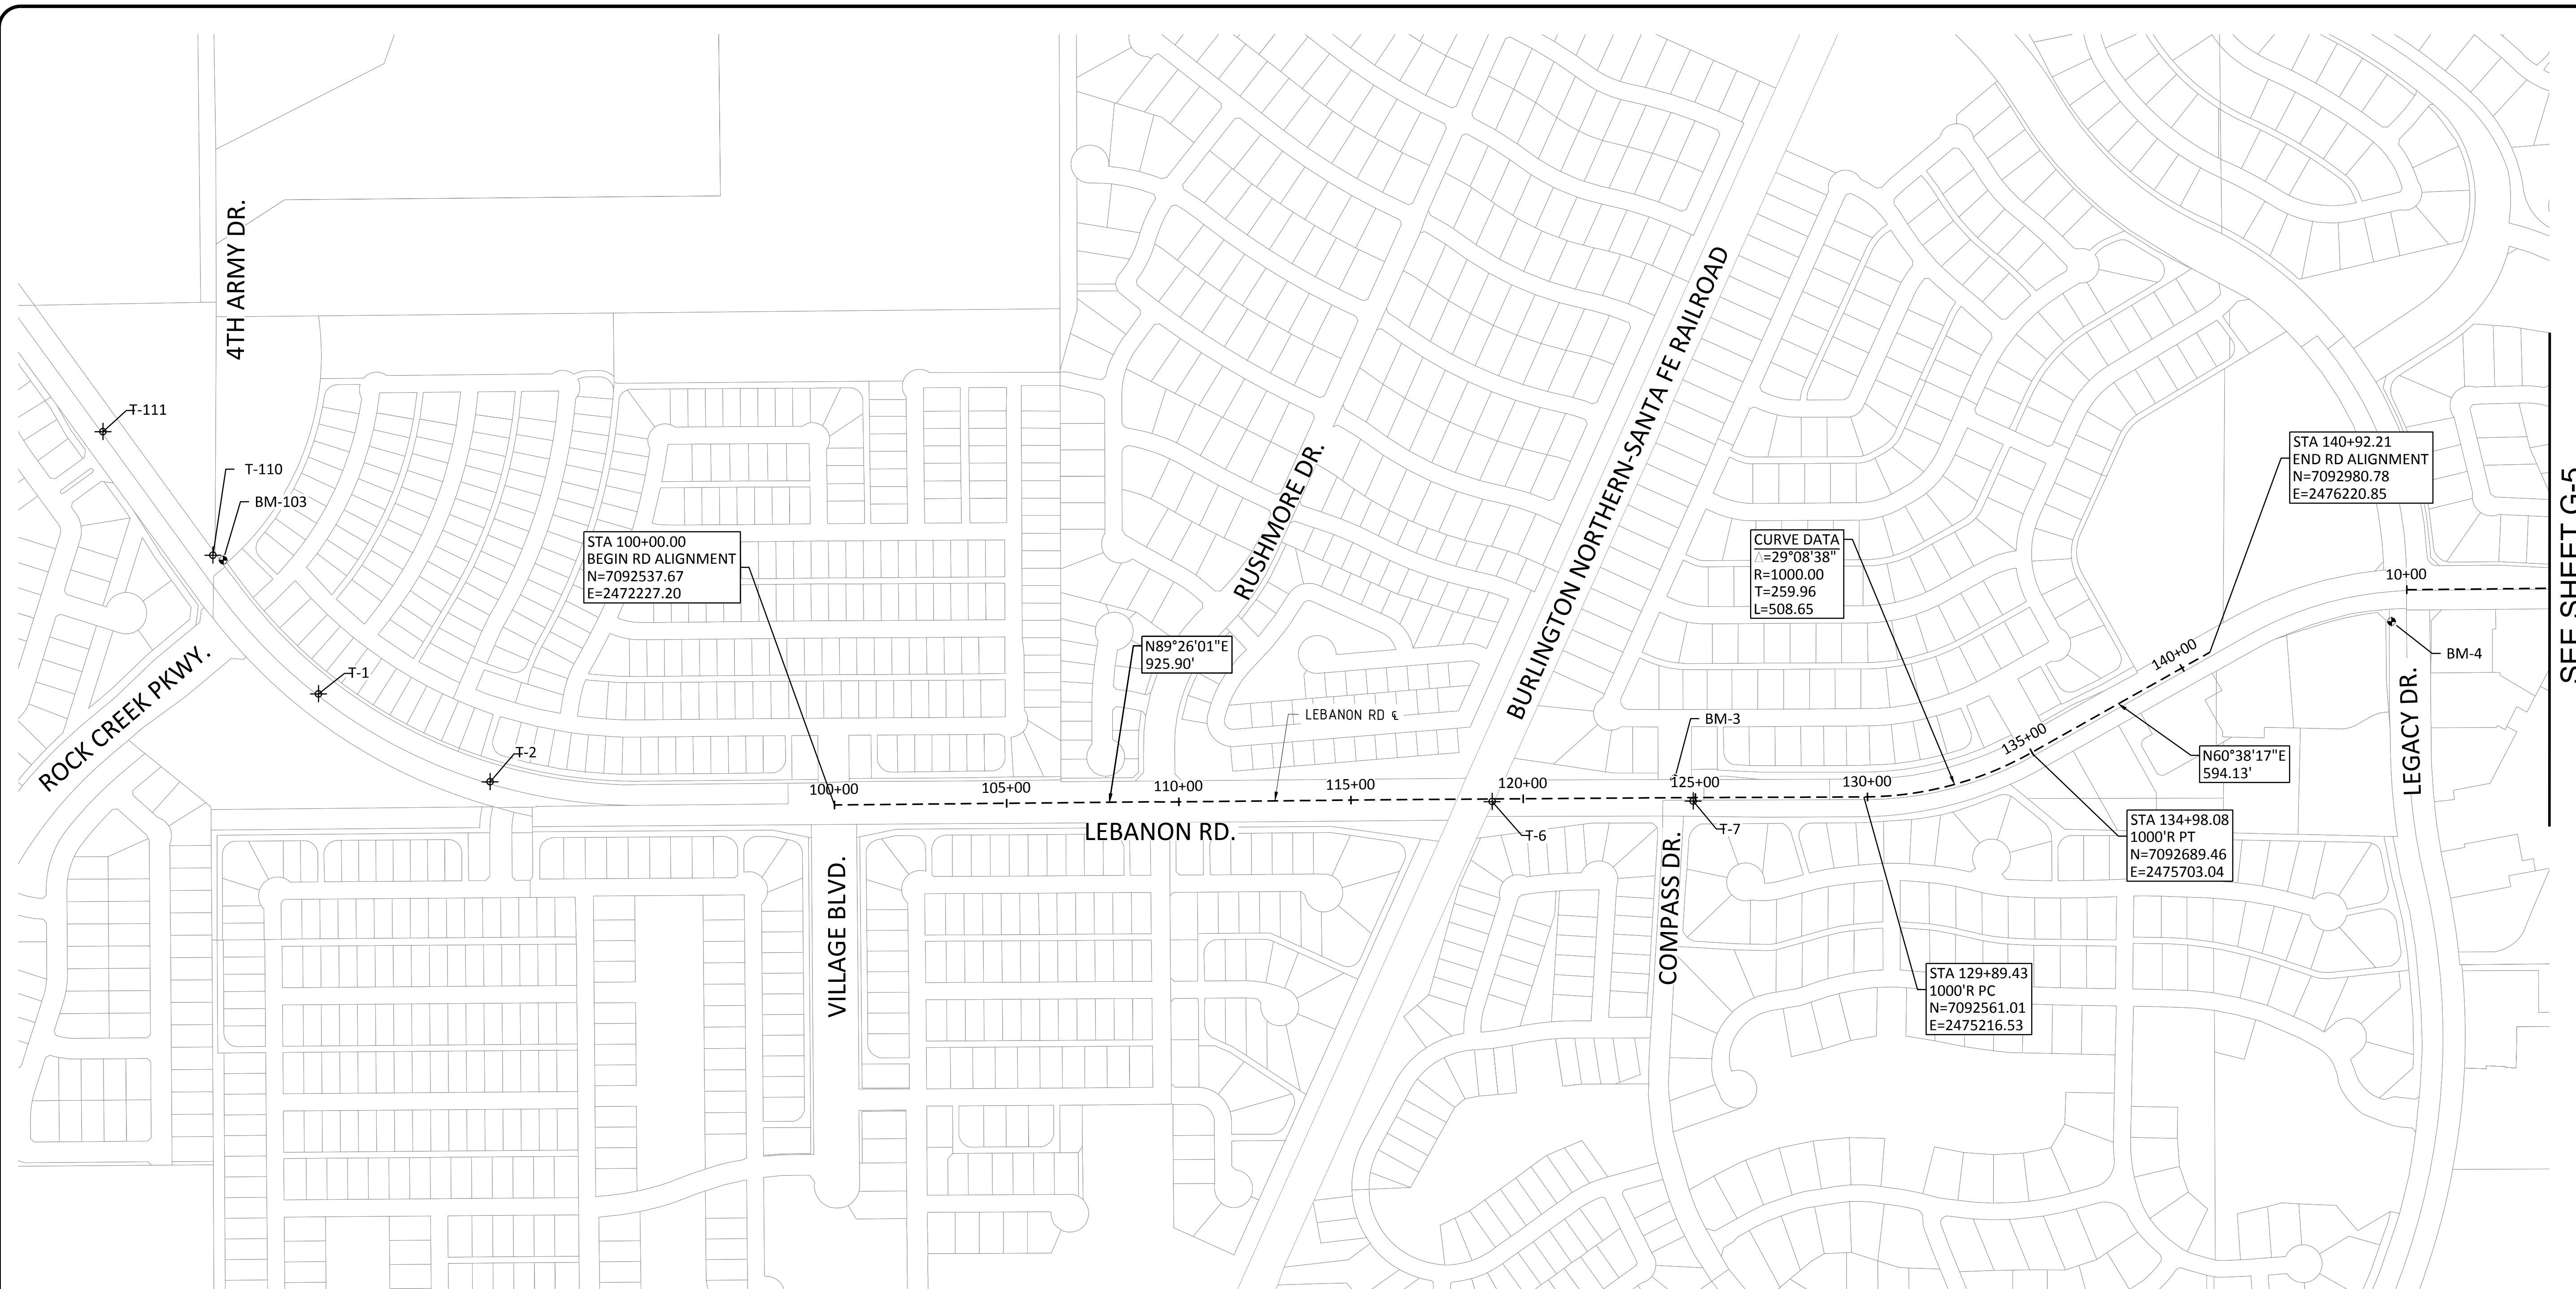 4TH ARMY DR.
T-111
T-110
BM-103
STA 100+00.00
BEGIN RD ALIGNMENT
N=7092537.67
E=2472227.20
T-1
T-2
ROCK CREEK PKWY.
RUSHMORE DR.
N89°26'01"E
925.90'
LEBANON RD ℄
BURLINGTON NORTHERN-SANTA FE RAILROAD
CURVE DATA
△=29°08'38"
R=1000.00
T=259.96
L=508.65
STA 140+92.21
END RD ALIGNMENT
N=7092980.78
E=2476220.85
SEE SHEET G-5
10+00
BM-4
LEGACY DR.
140+00
135+00
N60°38'17"E
594.13'
BM-3
100+00
105+00
110+00
115+00
120+00
125+00
130+00
LEBANON RD.
T-6
T-7
STA 134+98.08
1000'R PT
N=7092689.46
E=2475703.04
VILLAGE BLVD.
COMPASS DR.
STA 129+89.43
1000'R PC
N=7092561.01
E=2475216.53